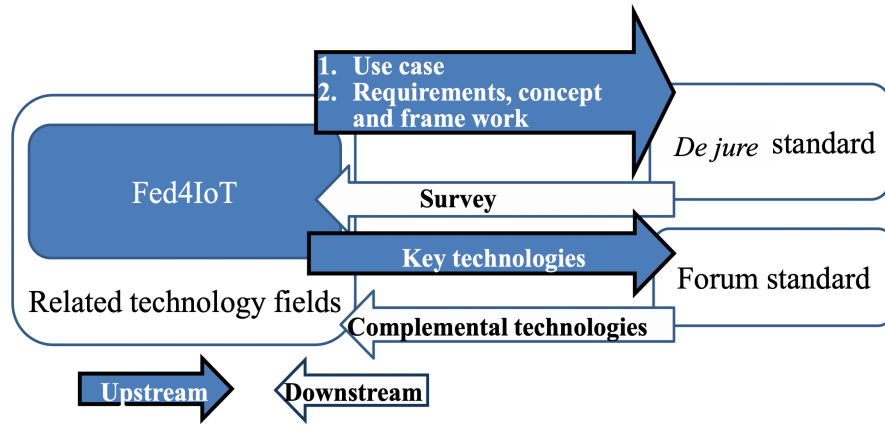 1. Use case
2. Requirements, concept
and frame work
De jure standard
Fed4IoT
Survey
Key technologies
Forum standard
Related technology fields
Complemental technologies
Upstream
Downstream